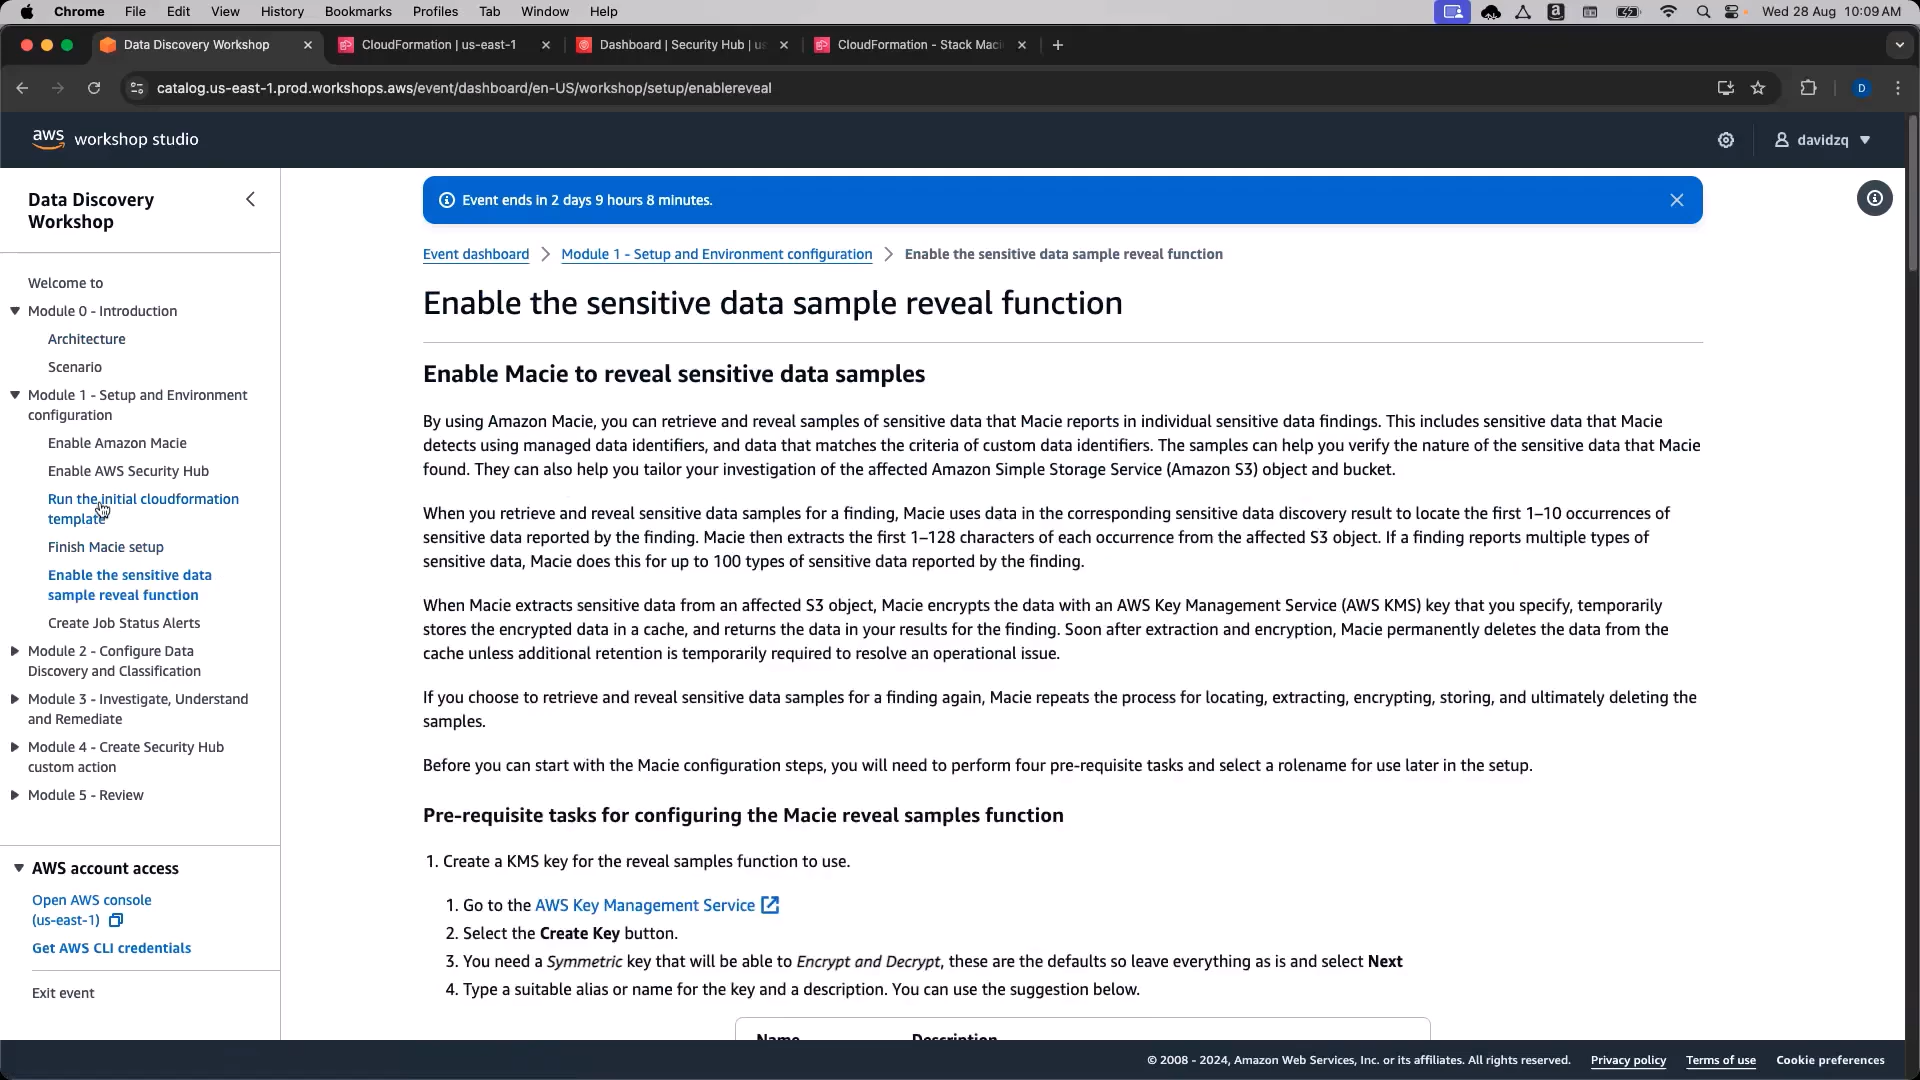 Chrome File Edit View History Bookmarks Profiles Tab Window Help Wed 28 Aug 10:09 AM
Data Discovery Workshop CloudFormation | us-east-1 Dashboard | Security Hub | us CloudFormation - Stack Maci
catalog.us-east-1.prod.workshops.aws/event/dashboard/en-US/workshop/setup/enablereveal D
aws workshop studio davidzq
Data Discovery
Workshop
Welcome to
Module 0 - Introduction
Architecture
Scenario
Module 1 - Setup and Environment
configuration
Enable Amazon Macie
Enable AWS Security Hub
Run the initial cloudformation
template
Finish Macie setup
Enable the sensitive data
sample reveal function
Create Job Status Alerts
Module 2 - Configure Data
Discovery and Classification
Module 3 - Investigate, Understand
and Remediate
Module 4 - Create Security Hub
custom action
Module 5 - Review
AWS account access
Open AWS console
(us-east-1)
Get AWS CLI credentials
Exit event
Event ends in 2 days 9 hours 8 minutes.
Event dashboard Module 1 - Setup and Environment configuration Enable the sensitive data sample reveal function
Enable the sensitive data sample reveal function
Enable Macie to reveal sensitive data samples
By using Amazon Macie, you can retrieve and reveal samples of sensitive data that Macie reports in individual sensitive data findings. This includes sensitive data that Macie
detects using managed data identifiers, and data that matches the criteria of custom data identifiers. The samples can help you verify the nature of the sensitive data that Macie
found. They can also help you tailor your investigation of the affected Amazon Simple Storage Service (Amazon S3) object and bucket.
When you retrieve and reveal sensitive data samples for a finding, Macie uses data in the corresponding sensitive data discovery result to locate the first 1–10 occurrences of
sensitive data reported by the finding. Macie then extracts the first 1–128 characters of each occurrence from the affected S3 object. If a finding reports multiple types of
sensitive data, Macie does this for up to 100 types of sensitive data reported by the finding.
When Macie extracts sensitive data from an affected S3 object, Macie encrypts the data with an AWS Key Management Service (AWS KMS) key that you specify, temporarily
stores the encrypted data in a cache, and returns the data in your results for the finding. Soon after extraction and encryption, Macie permanently deletes the data from the
cache unless additional retention is temporarily required to resolve an operational issue.
If you choose to retrieve and reveal sensitive data samples for a finding again, Macie repeats the process for locating, extracting, encrypting, storing, and ultimately deleting the
samples.
Before you can start with the Macie configuration steps, you will need to perform four pre-requisite tasks and select a rolename for use later in the setup.
Pre-requisite tasks for configuring the Macie reveal samples function
1. Create a KMS key for the reveal samples function to use.
1. Go to the AWS Key Management Service
2. Select the Create Key button.
3. You need a Symmetric key that will be able to Encrypt and Decrypt, these are the defaults so leave everything as is and select Next
4. Type a suitable alias or name for the key and a description. You can use the suggestion below.
Name Description
© 2008 - 2024, Amazon Web Services, Inc. or its affiliates. All rights reserved. Privacy policy Terms of use Cookie preferences